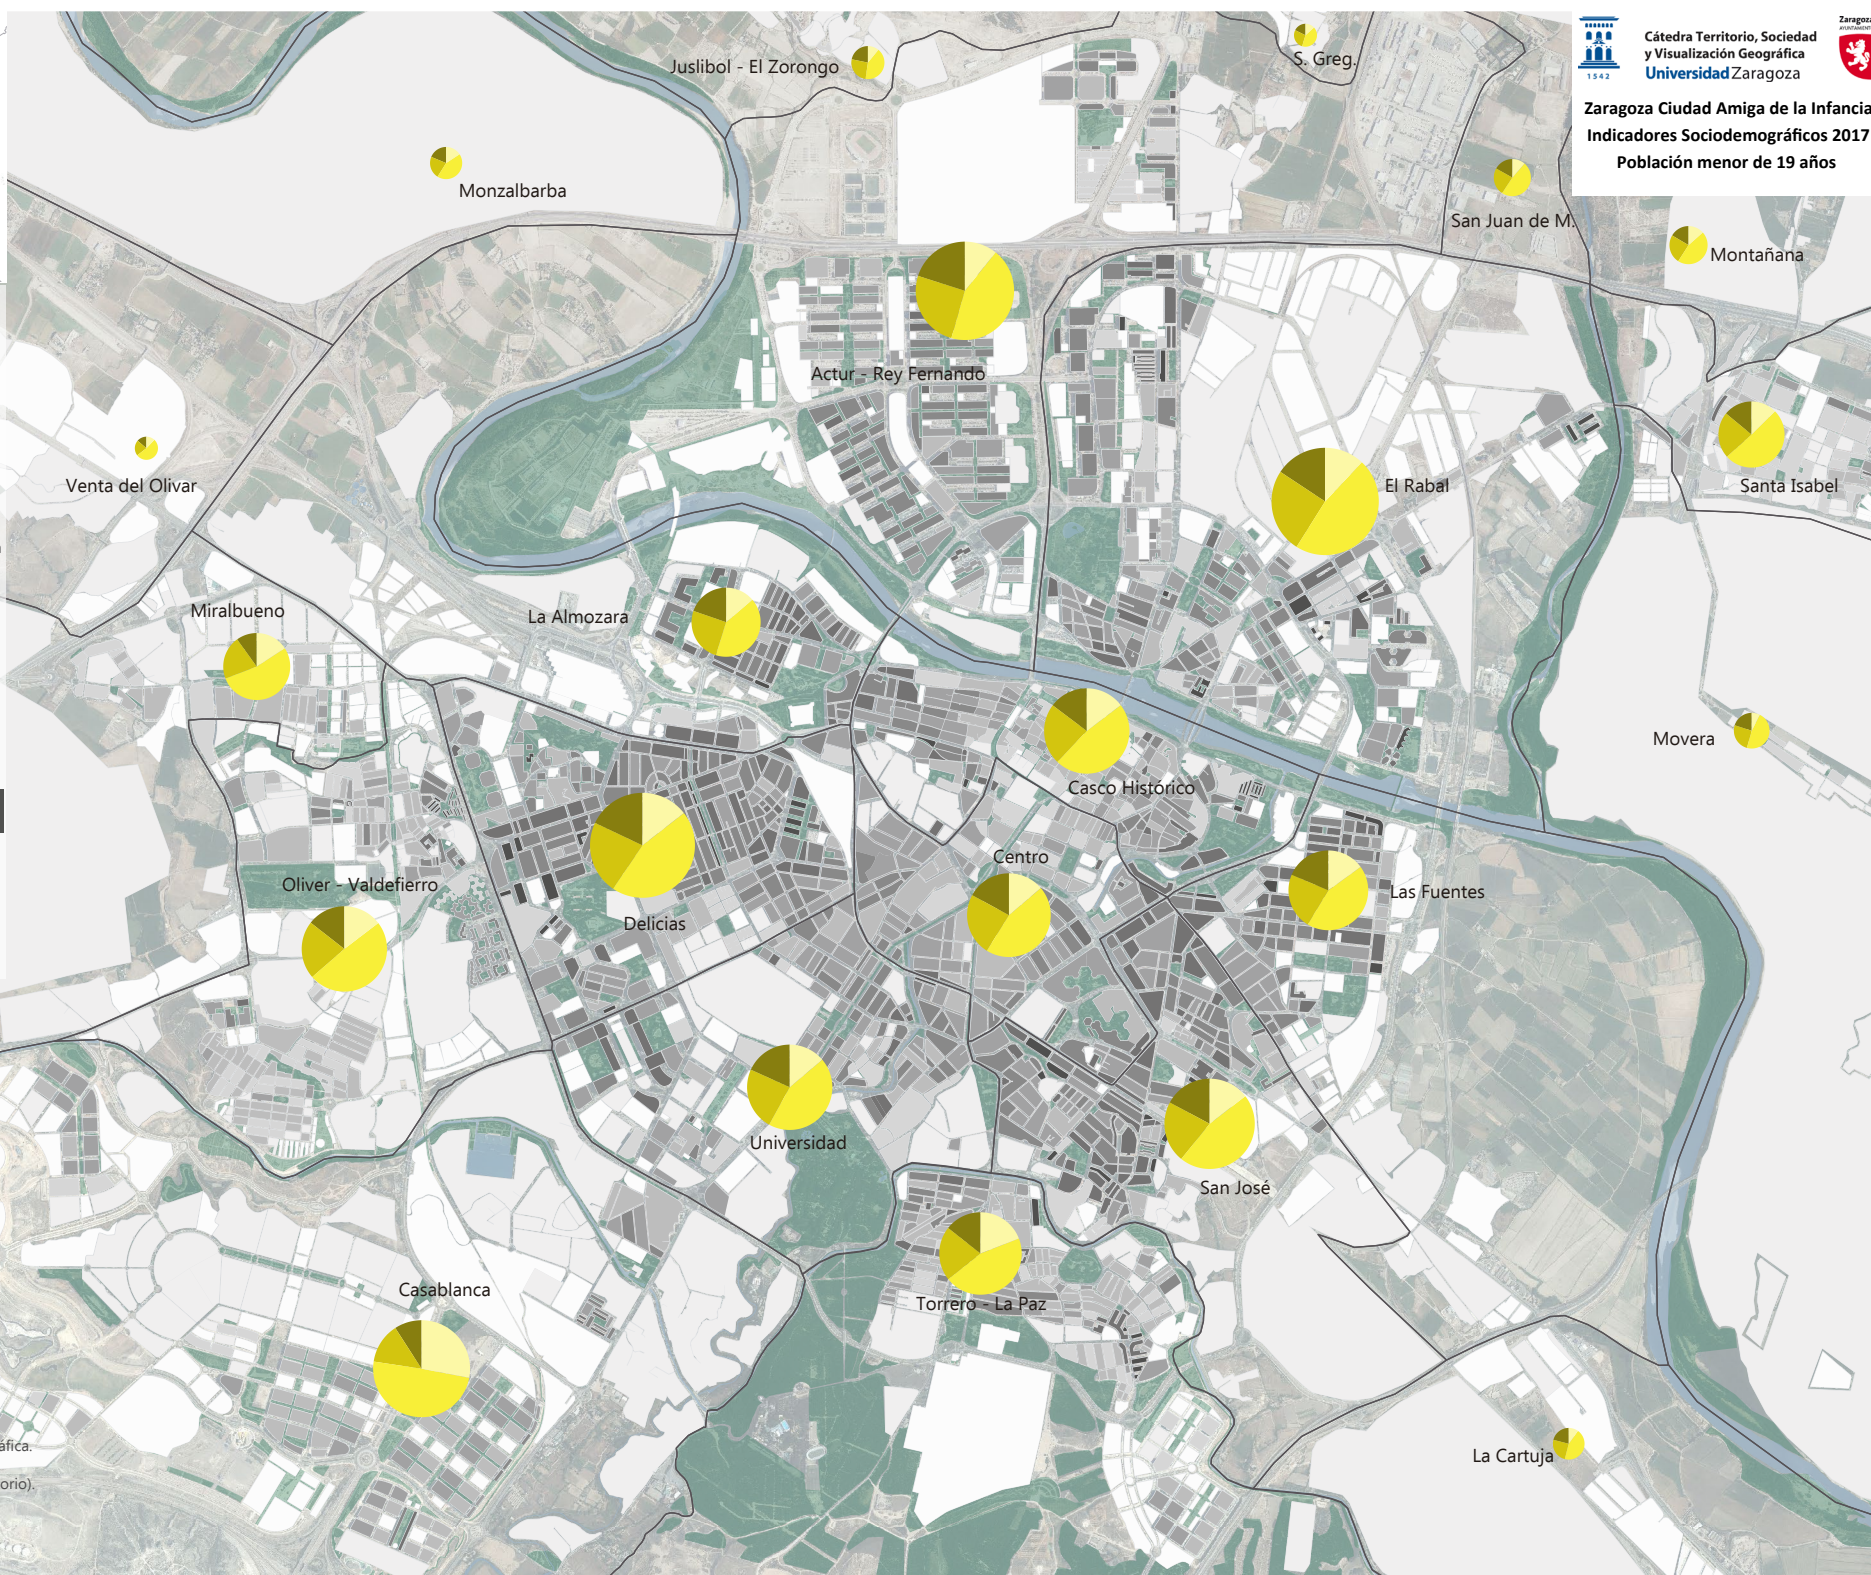 Cátedra Territorio, Sociedad
y Visualización Geográfica
Universidad Zaragoza
1542
Zaragoza
AYUNTAMIENTO
Zaragoza Ciudad Amiga de la Infancia
Indicadores Sociodemográficos 2017
Población menor de 19 años
Juslibol - El Zorongo
S. Greg.
Monzalbarba
San Juan de M.
Montañana
Actur - Rey Fernando
Venta del Olivar
El Rabal
Santa Isabel
Miralbueno
La Almozara
Movera
Casco Histórico
Centro
Oliver - Valdefierro
Las Fuentes
Delicias
Universidad
San José
Casablanca
Torrero - La Paz
La Cartuja
áfica.
orio).